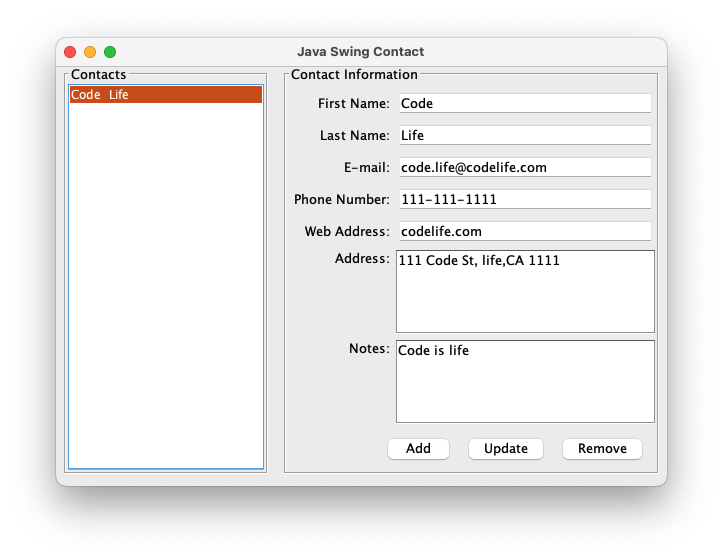 Java Swing Contact
Contacts
Code Life
Contact Information
First Name: Code
Last Name: Life
E-mail: code.life@codelife.com
Phone Number: 111-111-1111
Web Address: codelife.com
Address: 111 Code St, life,CA 1111
Notes: Code is life
Add Update Remove